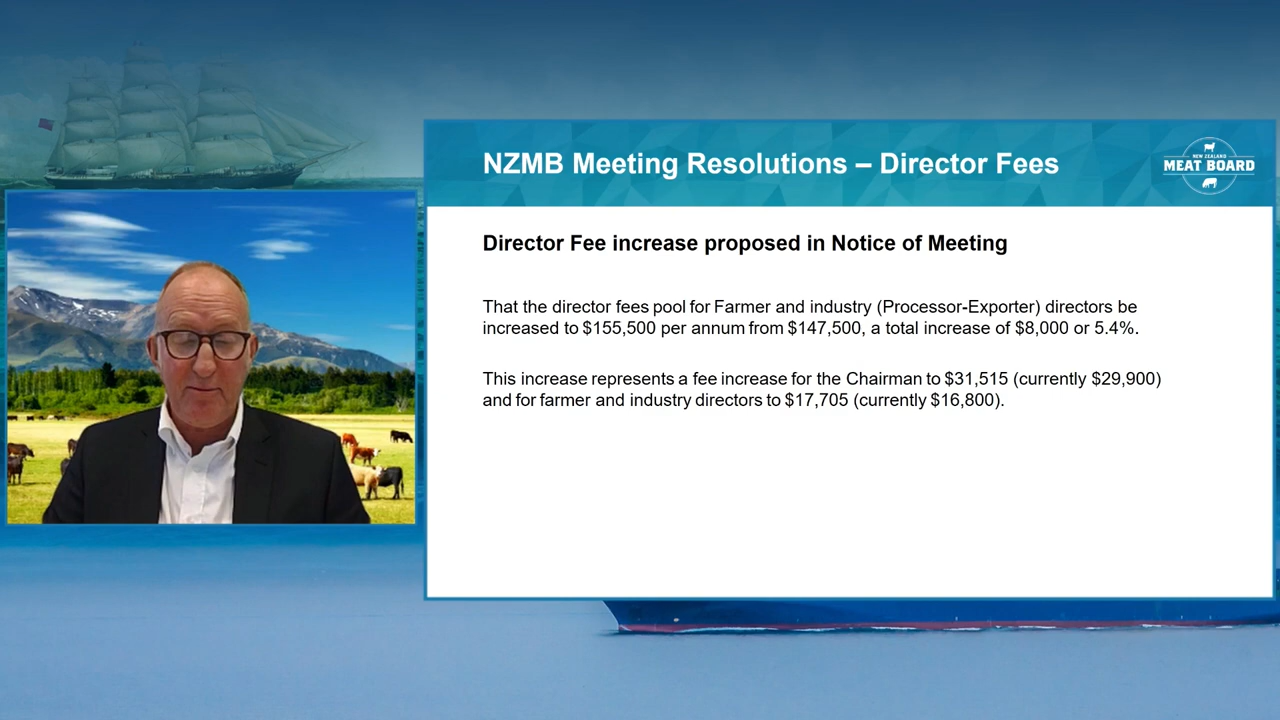 NZMB Meeting Resolutions – Director Fees
NEW ZEALAND
MEAT BOARD
Director Fee increase proposed in Notice of Meeting
That the director fees pool for Farmer and industry (Processor-Exporter) directors be
increased to $155,500 per annum from $147,500, a total increase of $8,000 or 5.4%.
This increase represents a fee increase for the Chairman to $31,515 (currently $29,900)
and for farmer and industry directors to $17,705 (currently $16,800).